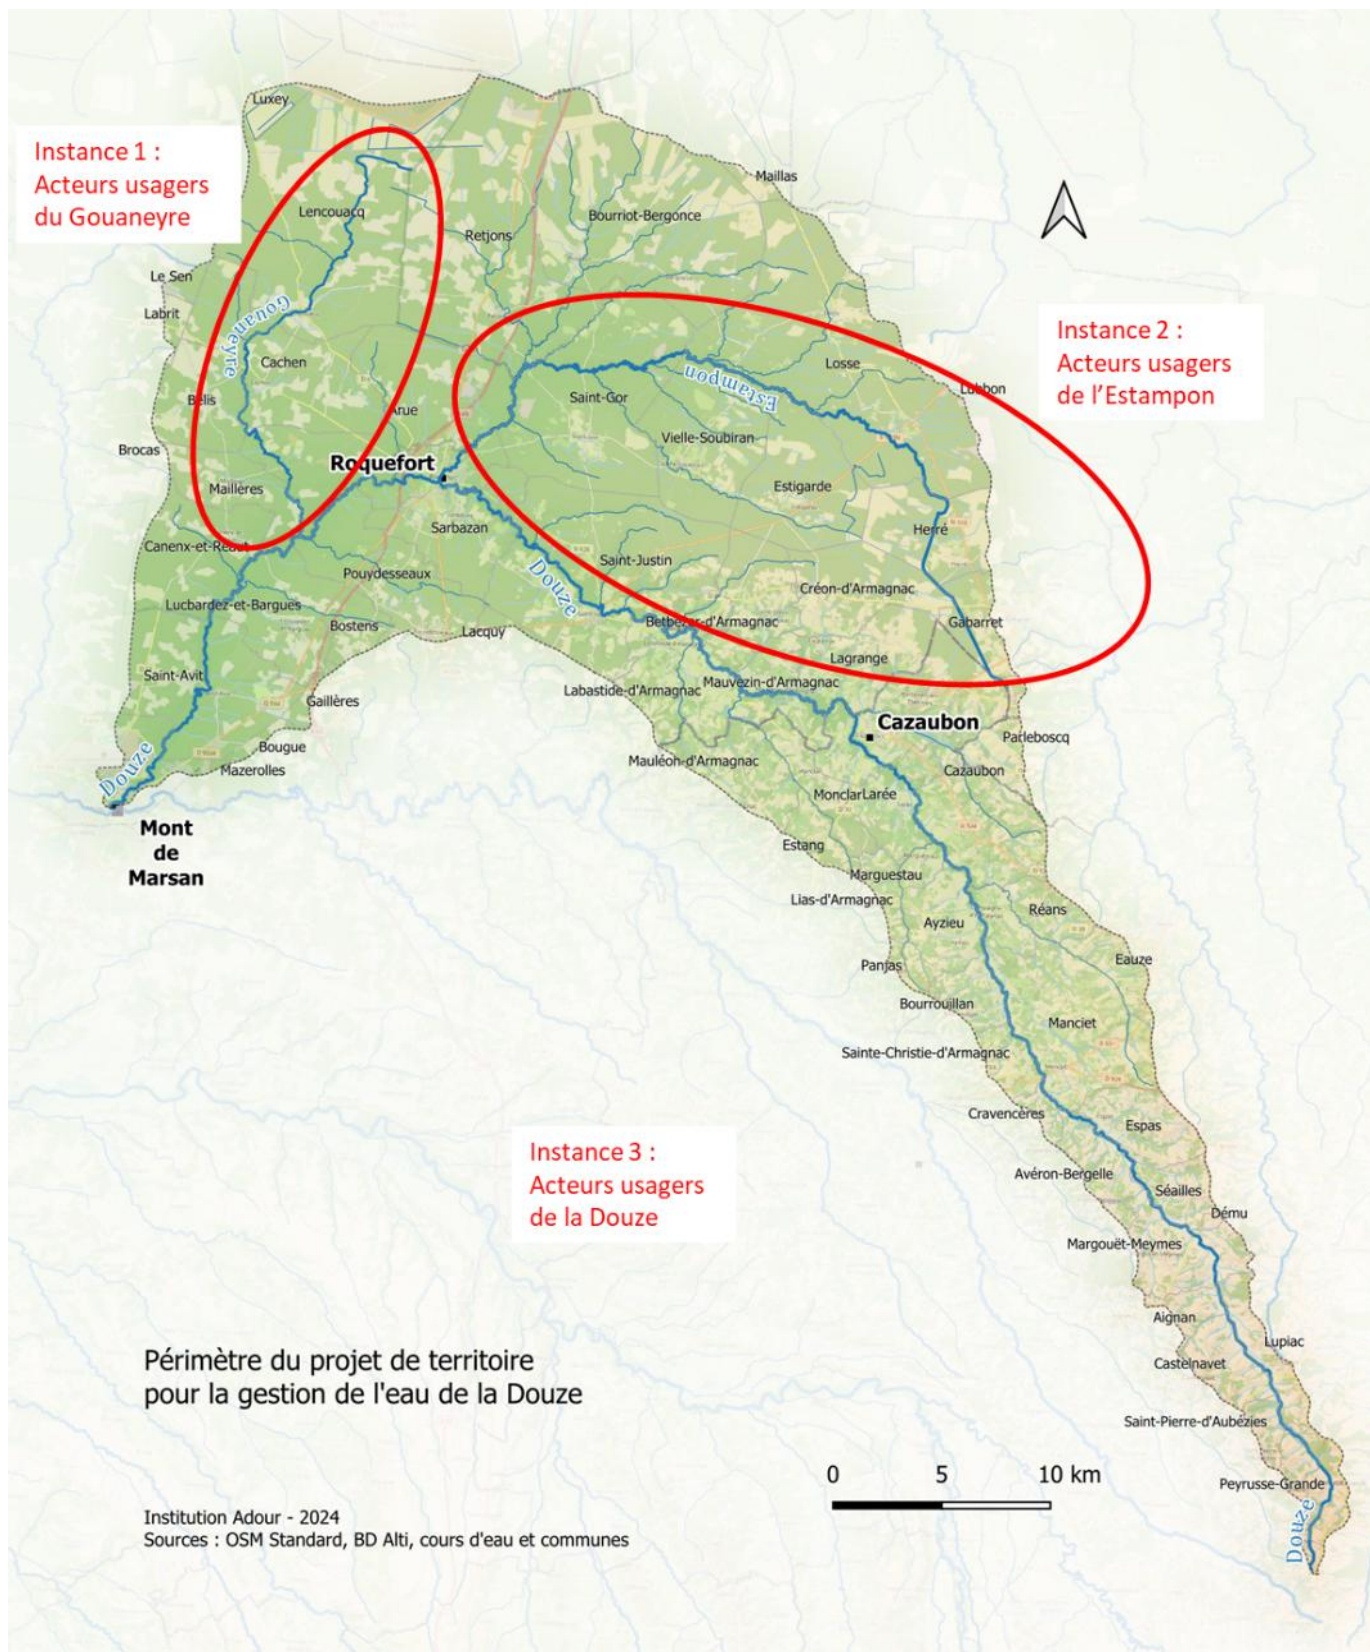 Luxey
Instance 1 :
Acteurs usagers
du Gouaneyre
Maillas
Lencouacq
Bourriot-Bergonce
Retjons
Le Sen
Labrit
Gouaneyre
Instance 2 :
Acteurs usagers
de l'Estampon
Cachen
Losse
Estampon
Lubbon
Bélis
Saint-Gor
Arue
Vielle-Soubiran
Brocas
Roquefort
Maillères
Estigarde
Sarbazan
Herré
Canenx-et-Réaut
Saint-Justin
Pouydesseaux
Douze
Créon-d'Armagnac
Lucbardez-et-Bargues
Bostens
Lacquy
Betbezer-d'Armagnac
Gabarret
Lagrange
Saint-Avit
Mauvezin-d'Armagnac
Labastide-d'Armagnac
Gaillères
Cazaubon
Parleboscq
Bougue
Mauléoh-d'Armagnac
Douze
Mazerolles
Cazaubon
Monclar
Larée
Mont
de
Marsan
Estang
Marguestau
Lias-d'Armagnac
Réans
Ayzieu
Eauze
Panjas
Bourrouillan
Manciet
Sainte-Christie-d'Armagnac
Cravencères
Espas
Instance 3 :
Acteurs usagers
de la Douze
Avéron-Bergelle
Séailles
Dému
Margouët-Meymes
Aignan
Lupiac
Castelnavet
Périmètre du projet de territoire
pour la gestion de l'eau de la Douze
Saint-Pierre-d'Aubézies
0 5 10 km
Peyrusse-Grande
Douze
Institution Adour - 2024
Sources : OSM Standard, BD Alti, cours d'eau et communes